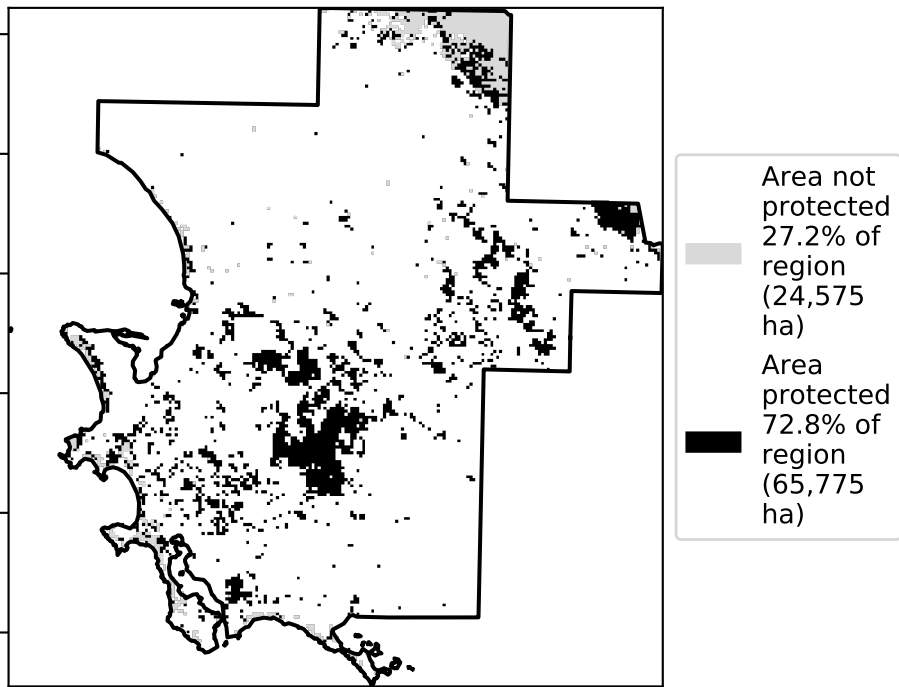 Area not
protected
27.2% of
region
(24,575
ha)
Area
protected
72.8% of
region
(65,775
ha)